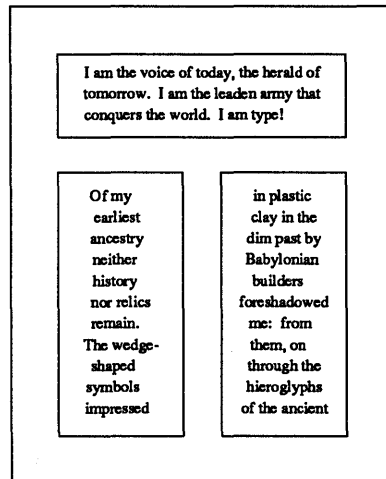 I am the voice of today, the herald of
tomorrow. I am the leaden army that
conquers the world. I am type!
Of my
earliest
ancestry
neither
history
nor relics
remain.
The wedge-
shaped
symbols
impressed
in plastic
clay in the
dim past by
Babylonian
builders
foreshadowed
me: from
them, on
through the
hieroglyphs
of the ancient